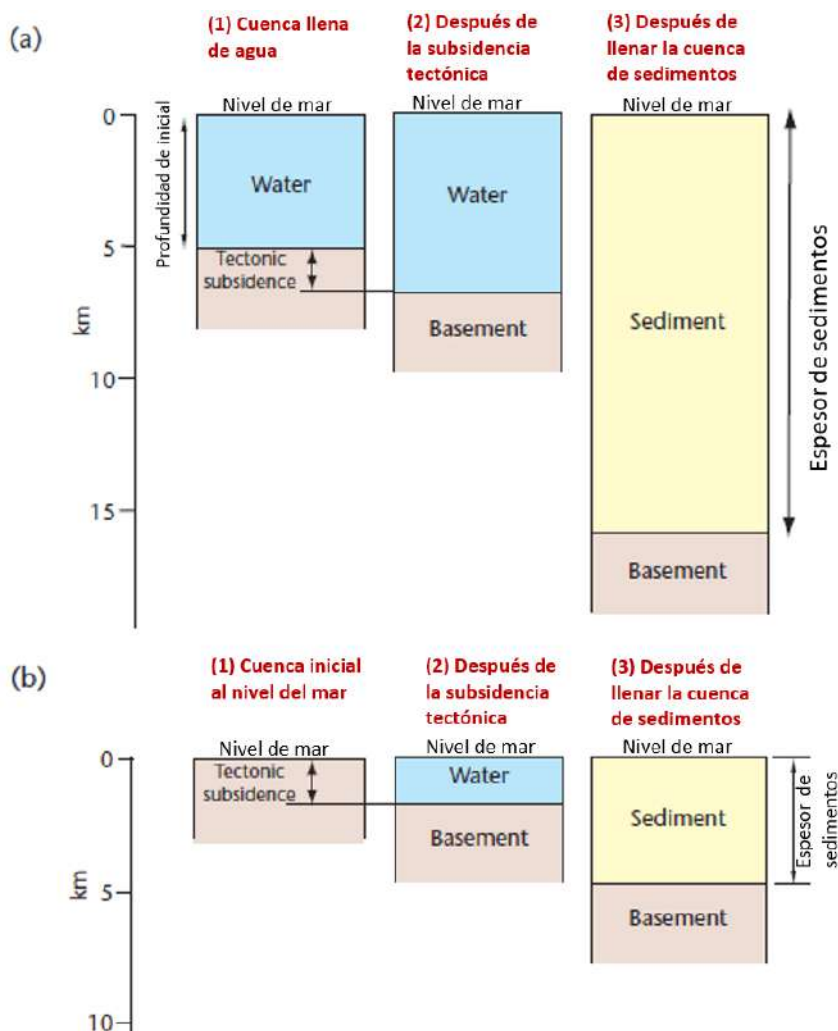 (a)
(1) Cuenca llena
de agua
(2) Después de
la subsidencia
tectónica
(3) Después de
llenar la cuenca
de sedimentos
Nivel de mar
Nivel de mar
Nivel de mar
0
5
10
15
km
Profundidad de inicial
Water
Tectonic
subsidence
Water
Basement
Sediment
Basement
Espesor de sedimentos
(b)
(1) Cuenca inicial
al nivel del mar
(2) Después de
la subsidencia
tectónica
(3) Después de
llenar la cuenca
de sedimentos
Nivel de mar
Nivel de mar
Nivel de mar
0
5
10
km
Tectonic
subsidence
Water
Basement
Sediment
Basement
Espesor de
sedimentos